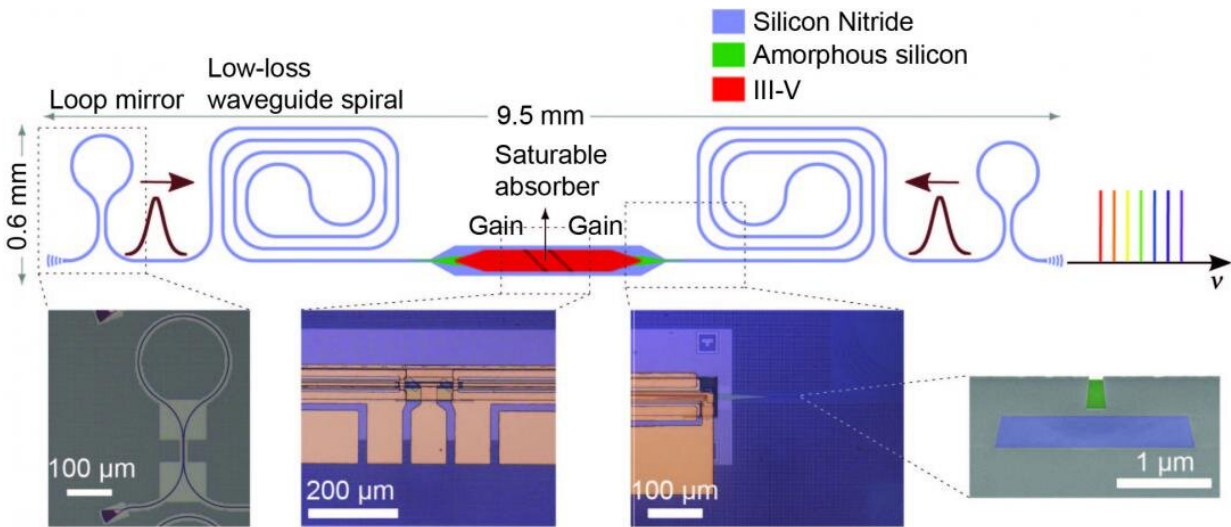 Silicon Nitride
Amorphous silicon
III-V
Low-loss
waveguide spiral
Loop mirror
9.5 mm
0.6 mm
Saturable
absorber
Gain Gain
ν
100 µm
200 µm
100 µm
1 µm